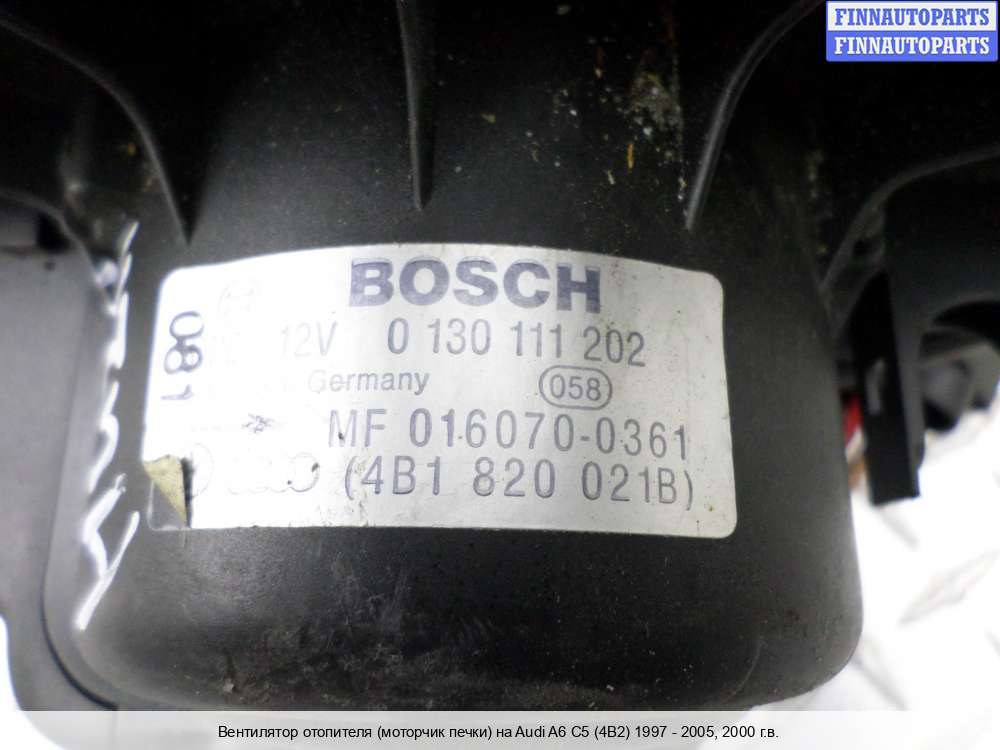 FINNAUTOPARTS
FINNAUTOPARTS
BOSCH
12V 0 130 111 202
Germany 058
MF 016070-0361
(4B1 820 021B)
081
Вентилятор отопителя (моторчик печки) на Audi A6 C5 (4B2) 1997 - 2005, 2000 г.в.